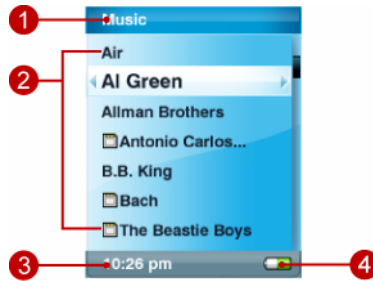 1
Music
2
Air
Al Green
Allman Brothers
Antonio Carlos...
B.B. King
Bach
The Beastie Boys
3
10:26 pm
4